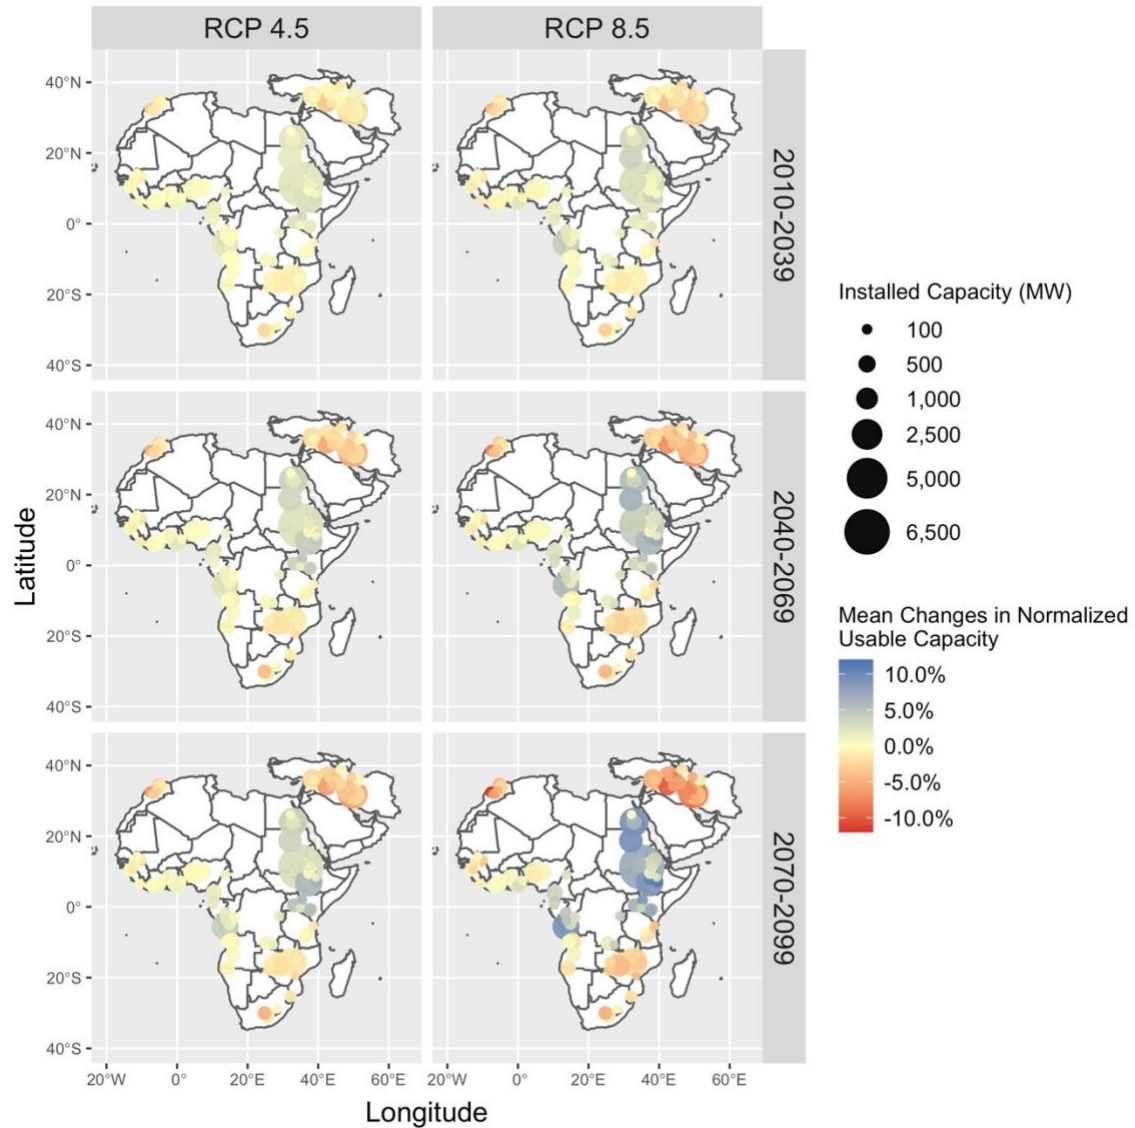 RCP 4.5
RCP 8.5
40°N
20°N
0°
20°S
40°S
2010-2039
40°N
20°N
0°
20°S
40°S
2040-2069
40°N
20°N
0°
20°S
40°S
2070-2099
20°W 0° 20°E 40°E 60°E
20°W 0° 20°E 40°E 60°E
Longitude
Latitude
Installed Capacity (MW)
100
500
1,000
2,500
5,000
6,500
Mean Changes in Normalized
Usable Capacity
10.0%
5.0%
0.0%
-5.0%
-10.0%